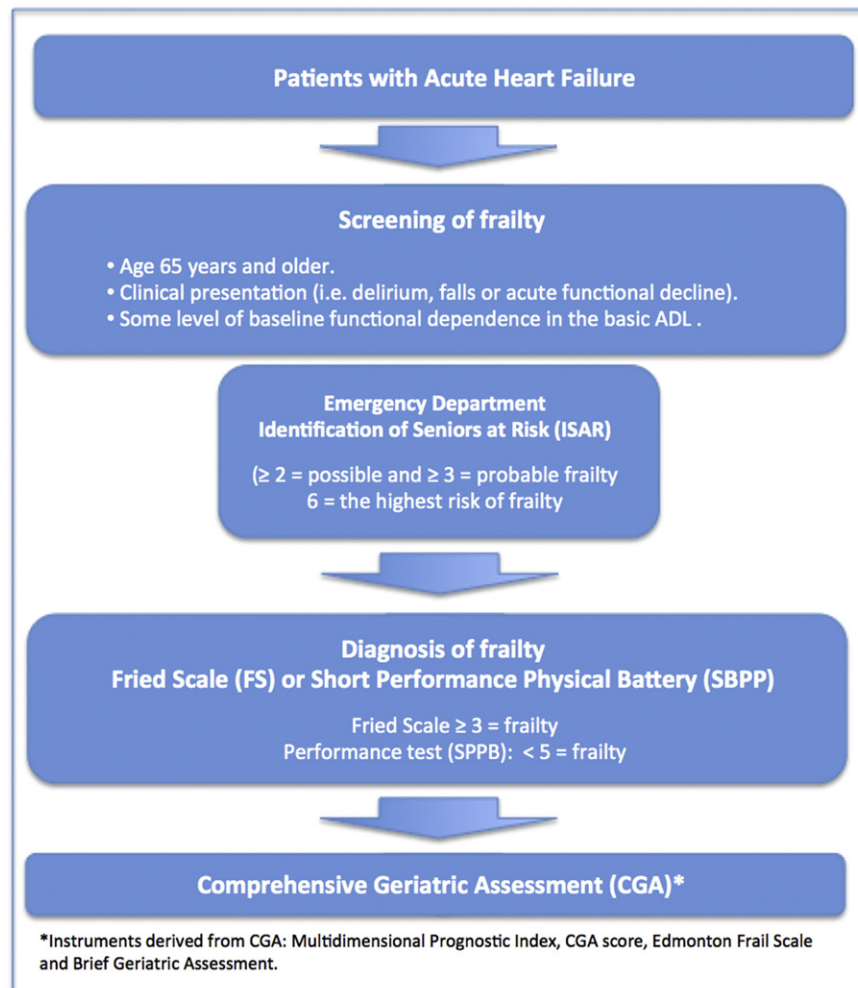 Patients with Acute Heart Failure
Screening of frailty
• Age 65 years and older.
• Clinical presentation (i.e. delirium, falls or acute functional decline).
• Some level of baseline functional dependence in the basic ADL .
Emergency Department
Identification of Seniors at Risk (ISAR)
(≥ 2 = possible and ≥ 3 = probable frailty
6 = the highest risk of frailty
Diagnosis of frailty
Fried Scale (FS) or Short Performance Physical Battery (SBPP)
Fried Scale ≥ 3 = frailty
Performance test (SPPB):  < 5 = frailty
Comprehensive Geriatric Assessment (CGA)*
*Instruments derived from CGA: Multidimensional Prognostic Index, CGA score, Edmonton Frail Scale
and Brief Geriatric Assessment.